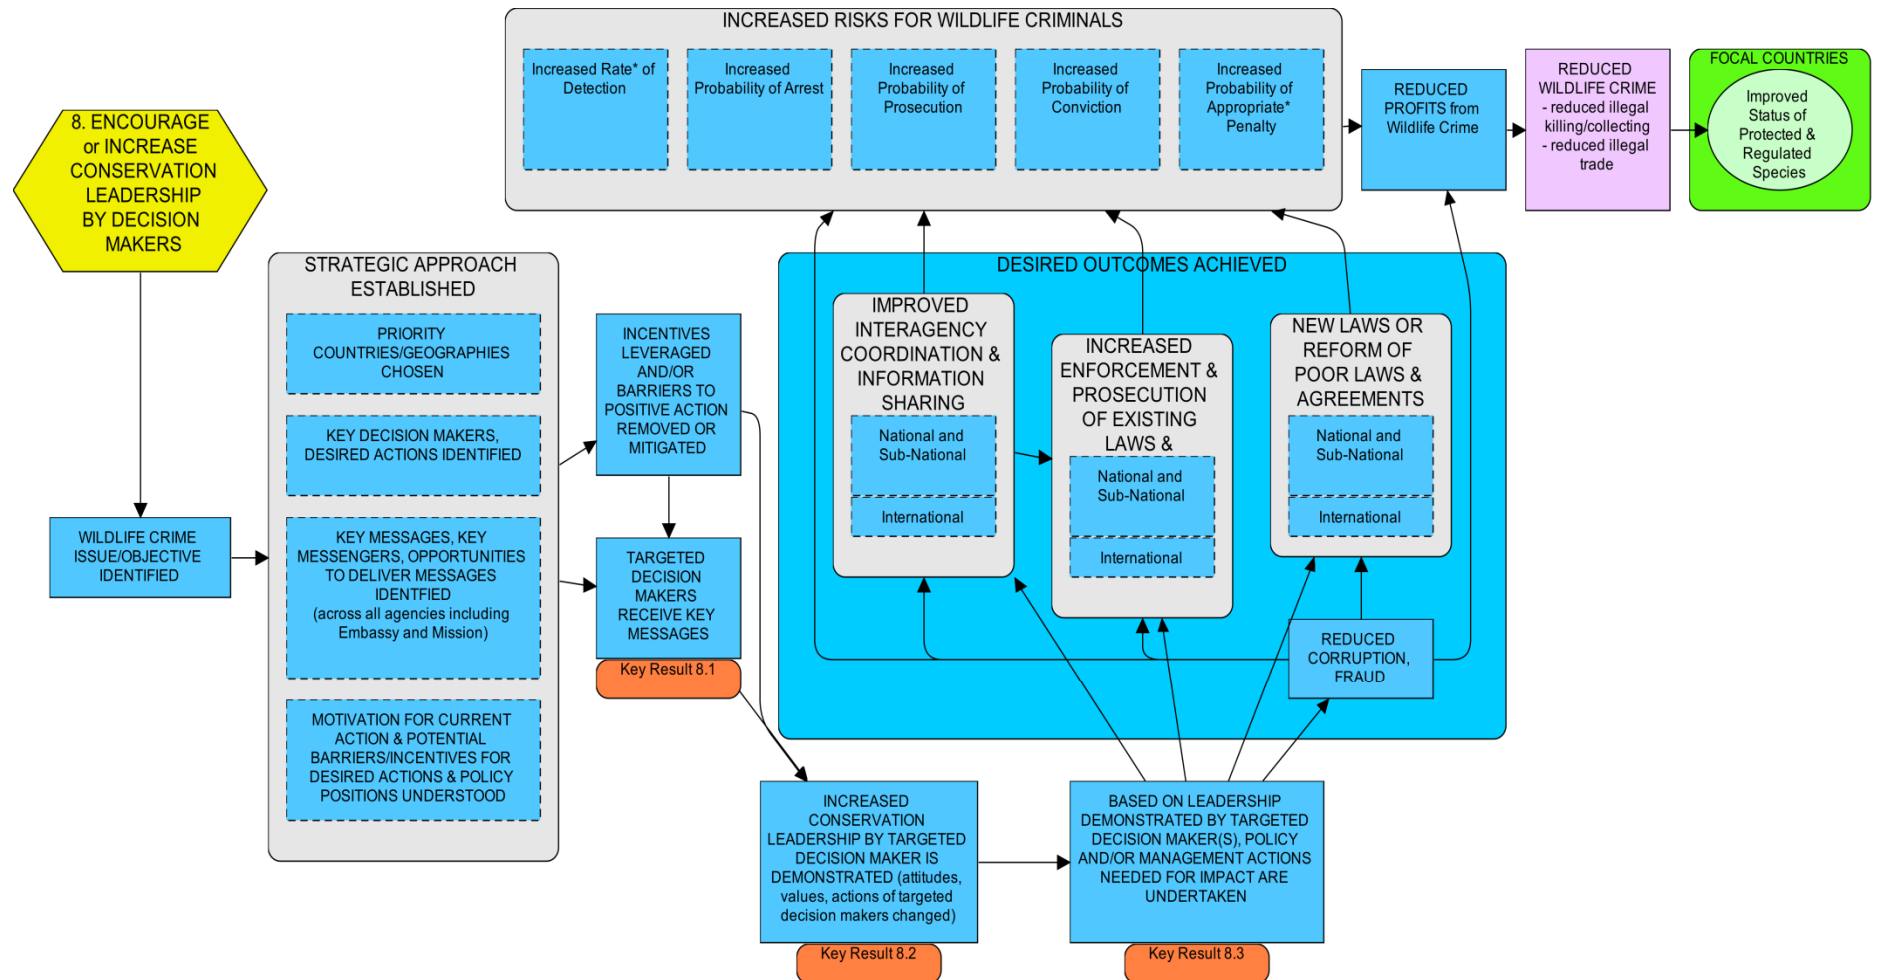 INCREASED RISKS FOR WILDLIFE CRIMINALS
Increased Rate* of
Detection
Increased
Probability of Arrest
Increased
Probability of
Prosecution
Increased
Probability of
Conviction
Increased
Probability of
Appropriate*
Penalty
REDUCED
PROFITS from
Wildlife Crime
REDUCED
WILDLIFE CRIME
- reduced illegal
killing/collecting
- reduced illegal
trade
FOCAL COUNTRIES
Improved
Status of
Protected &
Regulated
Species
8. ENCOURAGE
or INCREASE
CONSERVATION
LEADERSHIP
BY DECISION
MAKERS
WILDLIFE CRIME
ISSUE/OBJECTIVE
IDENTIFIED
STRATEGIC APPROACH
ESTABLISHED
PRIORITY
COUNTRIES/GEOGRAPHIES
CHOSEN
KEY DECISION MAKERS,
DESIRED ACTIONS IDENTIFIED
KEY MESSAGES, KEY
MESSENGERS, OPPORTUNITIES
TO DELIVER MESSAGES
IDENTFIED
(across all agencies including
Embassy and Mission)
MOTIVATION FOR CURRENT
ACTION & POTENTIAL
BARRIERS/INCENTIVES FOR
DESIRED ACTIONS & POLICY
POSITIONS UNDERSTOOD
INCENTIVES
LEVERAGED
AND/OR
BARRIERS TO
POSITIVE ACTION
REMOVED OR
MITIGATED
TARGETED
DECISION
MAKERS
RECEIVE KEY
MESSAGES
Key Result 8.1
DESIRED OUTCOMES ACHIEVED
IMPROVED
INTERAGENCY
COORDINATION &
INFORMATION
SHARING
National and
Sub-National
International
INCREASED
ENFORCEMENT &
PROSECUTION
OF EXISTING
LAWS &
National and
Sub-National
International
NEW LAWS OR
REFORM OF
POOR LAWS &
AGREEMENTS
National and
Sub-National
International
REDUCED
CORRUPTION,
FRAUD
INCREASED
CONSERVATION
LEADERSHIP BY TARGETED
DECISION MAKER IS
DEMONSTRATED (attitudes,
values, actions of targeted
decision makers changed)
Key Result 8.2
BASED ON LEADERSHIP
DEMONSTRATED BY TARGETED
DECISION MAKER(S), POLICY
AND/OR MANAGEMENT ACTIONS
NEEDED FOR IMPACT ARE
UNDERTAKEN
Key Result 8.3